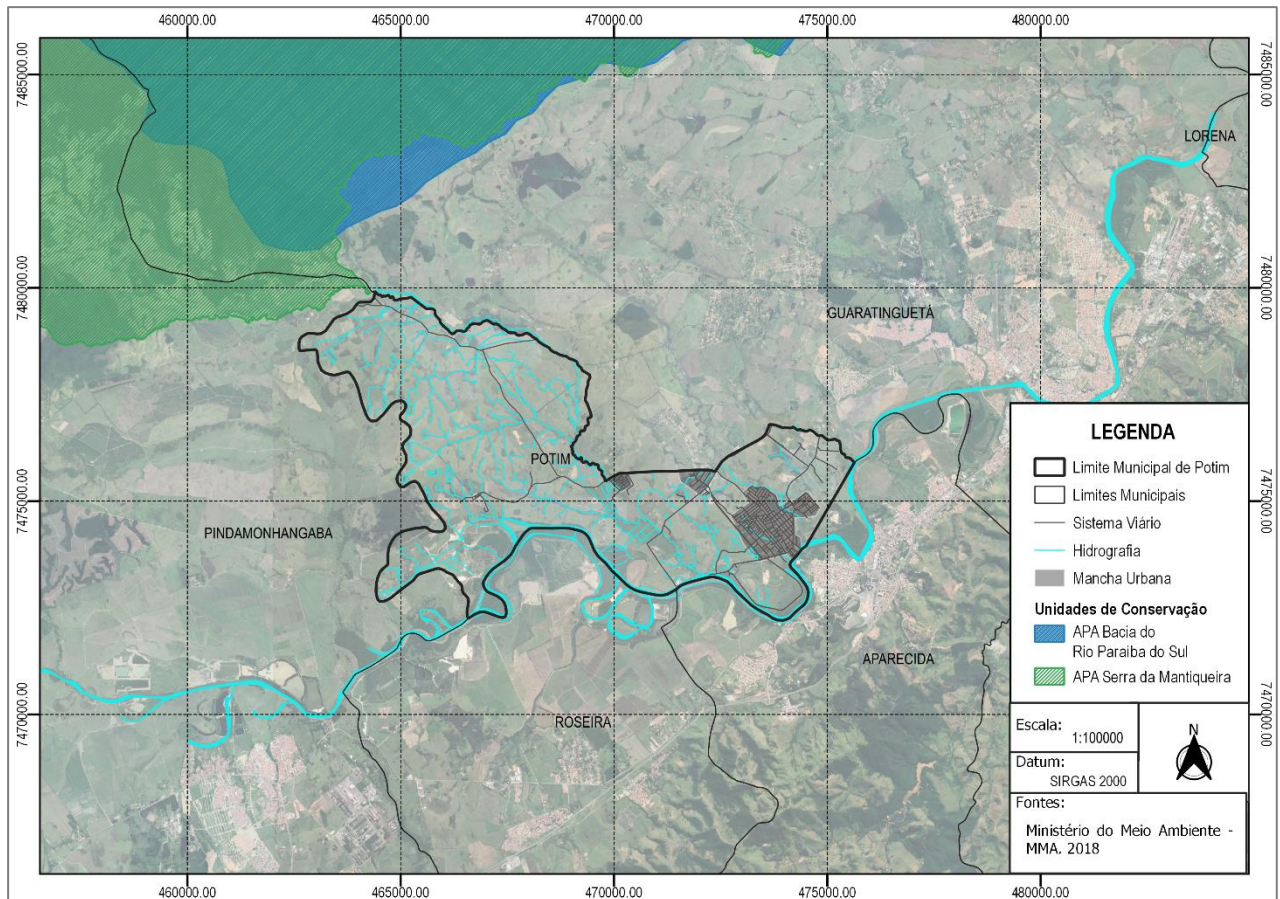 460000.00 465000.00 470000.00 475000.00 480000.00
7485000.00 7485000.00
LORENA
7480000.00 7480000.00
GUARATINGUETÁ
POTIM
7475000.00 7475000.00
PINDAMONHANGABA
APARECIDA
7470000.00 7470000.00
ROSEIRA
LEGENDA
Limite Municipal de Potim
Limites Municipais
Sistema Viário
Hidrografia
Mancha Urbana
Unidades de Conservação
APA Bacia do
Rio Paraiba do Sul
APA Serra da Mantiqueira
Escala:
1:100000
Datum:
SIRGAS 2000
N
Fontes:
Ministério do Meio Ambiente -
MMA. 2018
460000.00 465000.00 470000.00 475000.00 480000.00